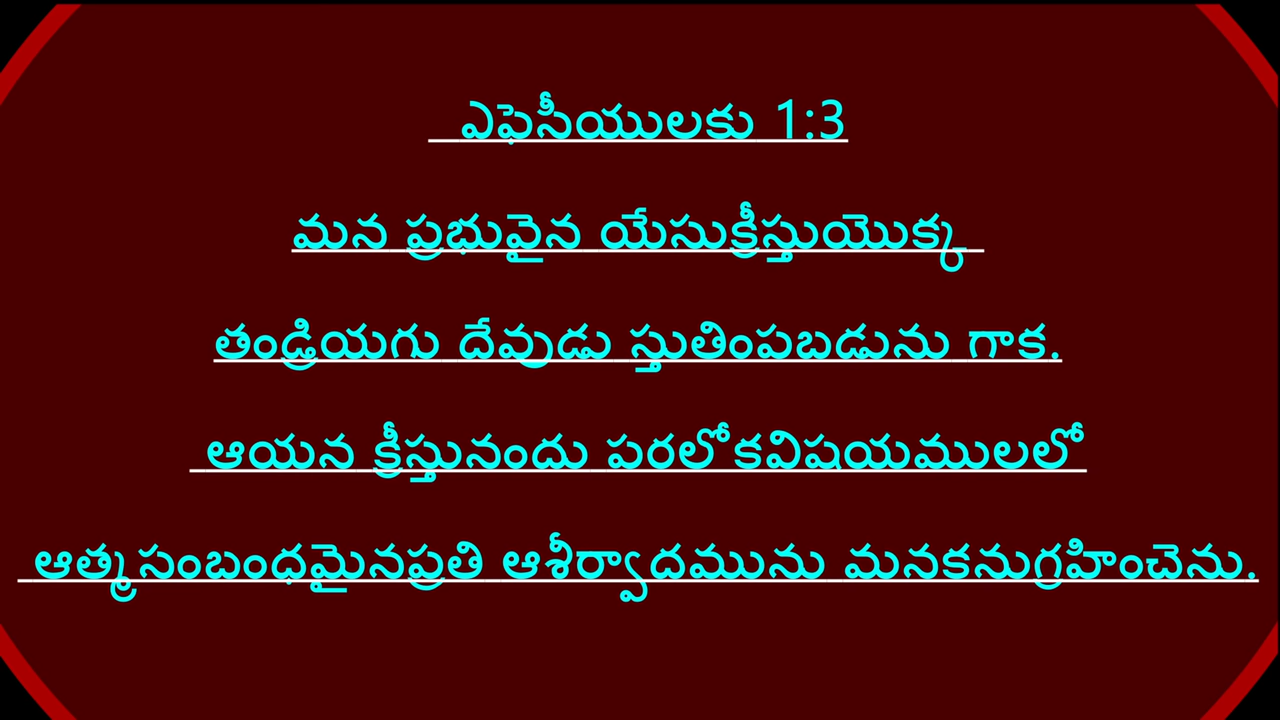 ఎఫెసీయులకు 1:3
మన ప్రభువైన యేసుక్రీస్తుయొక్క
తండ్రియగు దేవుడు స్తుతింపబడును గాక.
ఆయన క్రీస్తునందు పరలోకవిషయములలో
ఆత్మసంబంధమైనప్రతి ఆశీర్వాదమును మనకనుగ్రహించెను.